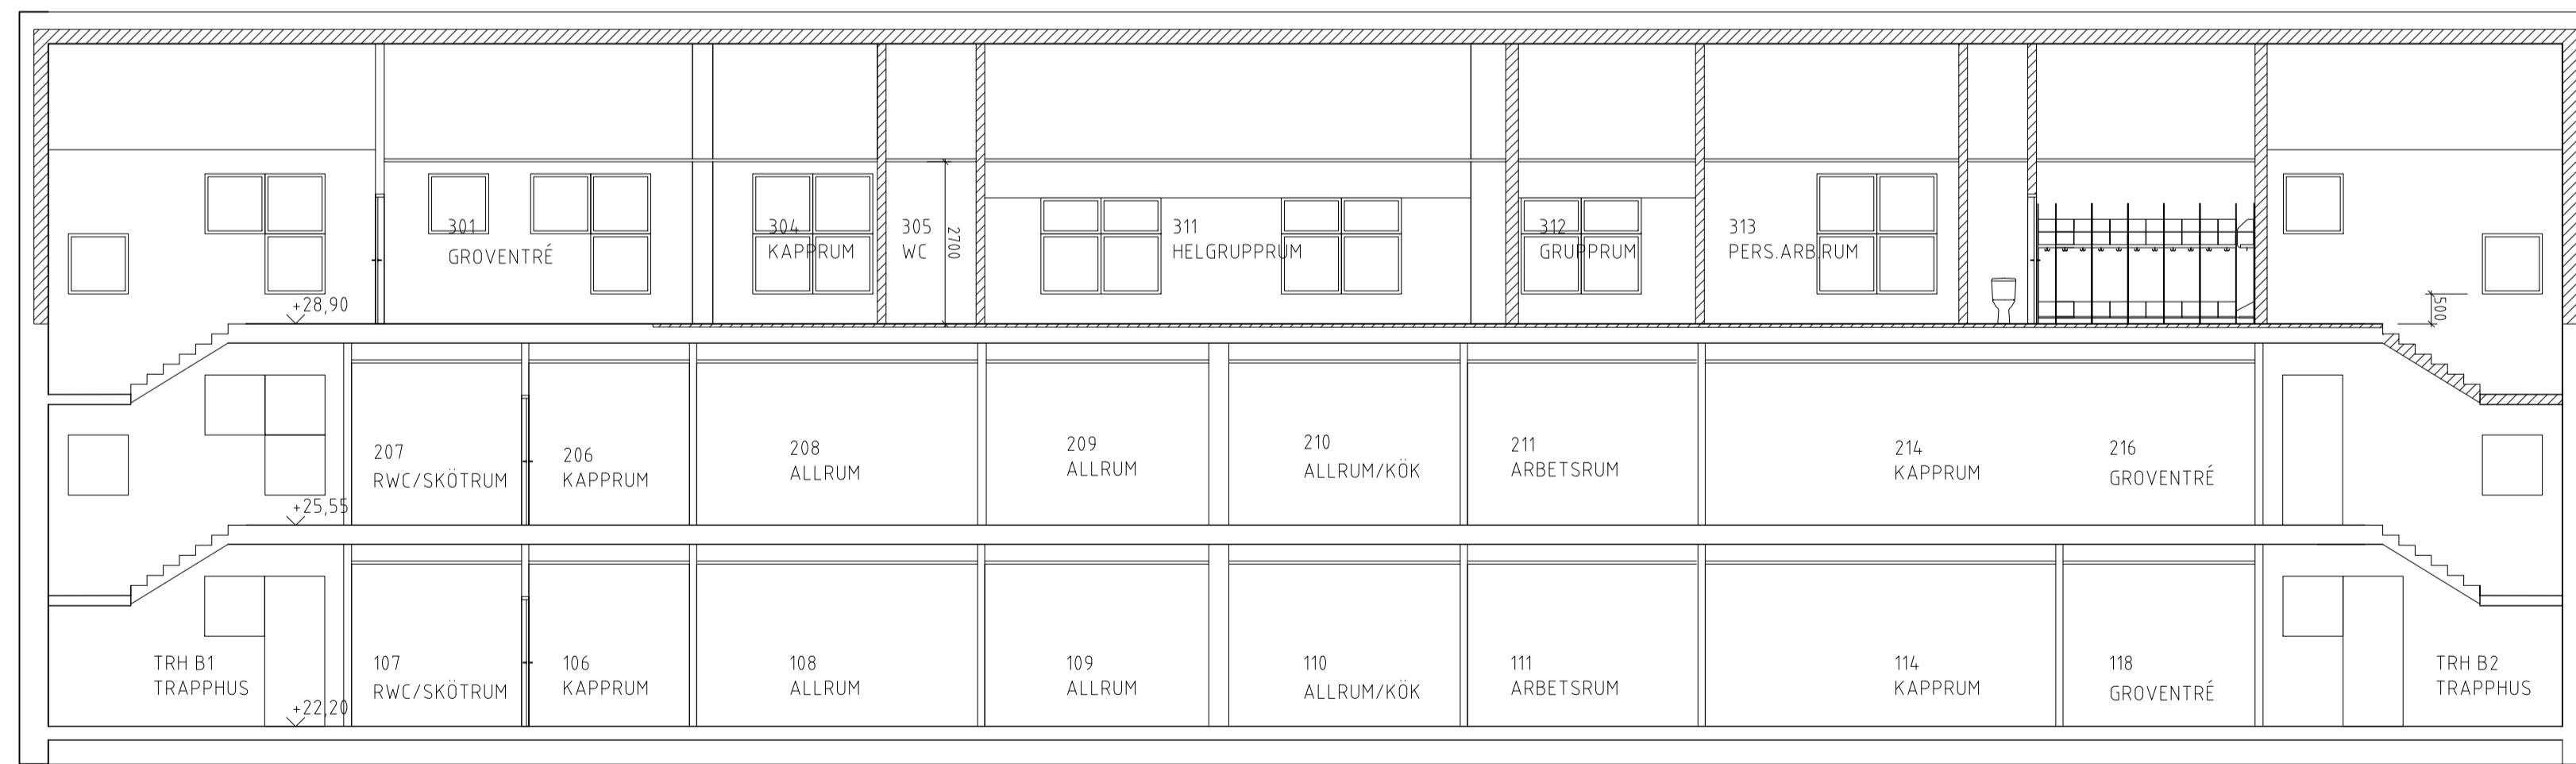 301
GROVENTRÉ
304
KAPPRUM
305
WC
2700
311
HELGRUPPRUM
312
GRUPPRUM
313
PERS.ARB.RUM
500
+28,90
207
RWC/SKÖTRUM
206
KAPPRUM
208
ALLRUM
209
ALLRUM
210
ALLRUM/KÖK
211
ARBETSRUM
214
KAPPRUM
216
GROVENTRÉ
+25,55
TRH B1
TRAPPHUS
107
RWC/SKÖTRUM
106
KAPPRUM
108
ALLRUM
109
ALLRUM
110
ALLRUM/KÖK
111
ARBETSRUM
114
KAPPRUM
118
GROVENTRÉ
TRH B2
TRAPPHUS
+22,20